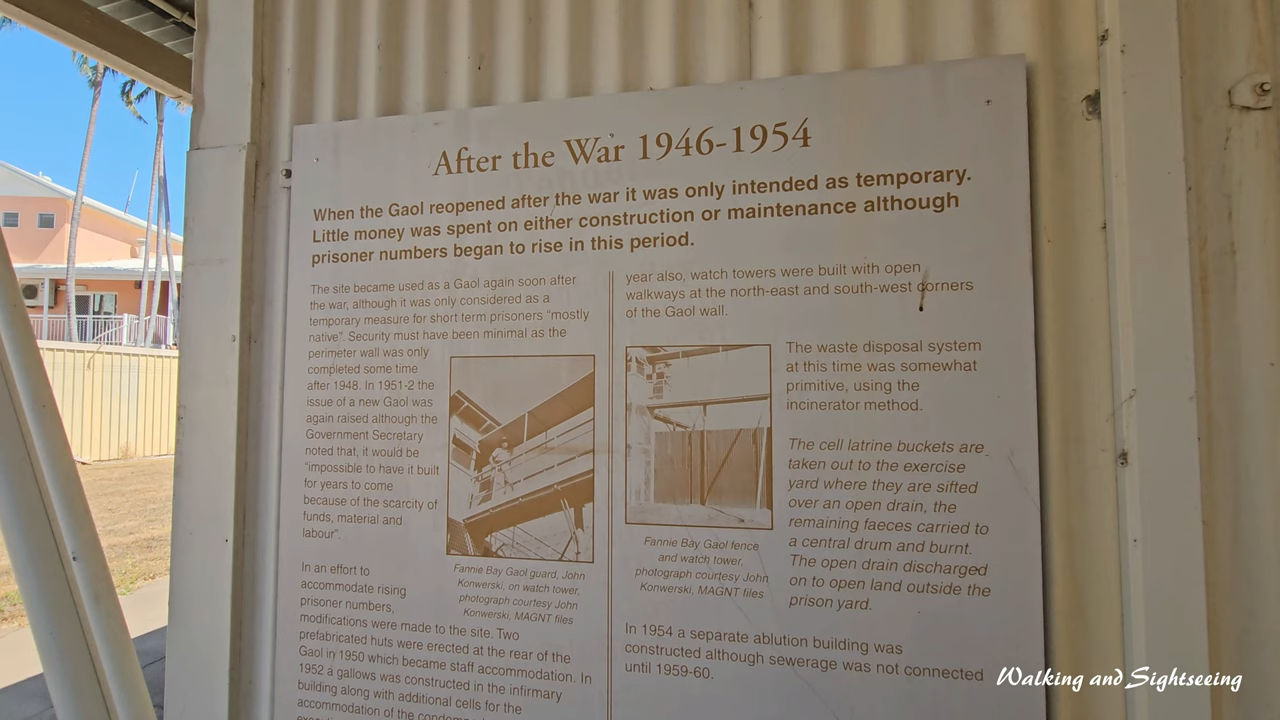 After the War 1946-1954
When the Gaol reopened after the war it was only intended as temporary.
Little money was spent on either construction or maintenance although
prisoner numbers began to rise in this period.
The site became used as a Gaol again soon after
the war, although it was only considered as a
temporary measure for short term prisoners “mostly
native”. Security must have been minimal as the
perimeter wall was only
completed some time
after 1948. In 1951-2 the
issue of a new Gaol was
again raised although the
Government Secretary
noted that, it would be
“impossible to have it built
for years to come
because of the scarcity of
funds, material and
labour”.
Fannie Bay Gaol guard, John
Konwerski, on watch tower,
photograph courtesy John
Konwerski, MAGNT files
In an effort to
accommodate rising
prisoner numbers,
modifications were made to the site. Two
prefabricated huts were erected at the rear of the
Gaol in 1950 which became staff accommodation. In
1952 a gallows was constructed in the infirmary
building along with additional cells for the
accommodation of the
year also, watch towers were built with open
walkways at the north-east and south-west corners
of the Gaol wall.
Fannie Bay Gaol fence
and watch tower,
photograph courtesy John
Konwerski, MAGNT files
The waste disposal system
at this time was somewhat
primitive, using the
incinerator method.
The cell latrine buckets are
taken out to the exercise
yard where they are sifted
over an open drain, the
remaining faeces carried to
a central drum and burnt.
The open drain discharged
on to open land outside the
prison yard.
In 1954 a separate ablution building was
constructed although sewerage was not connected
until 1959-60.
Walking and Sightseeing